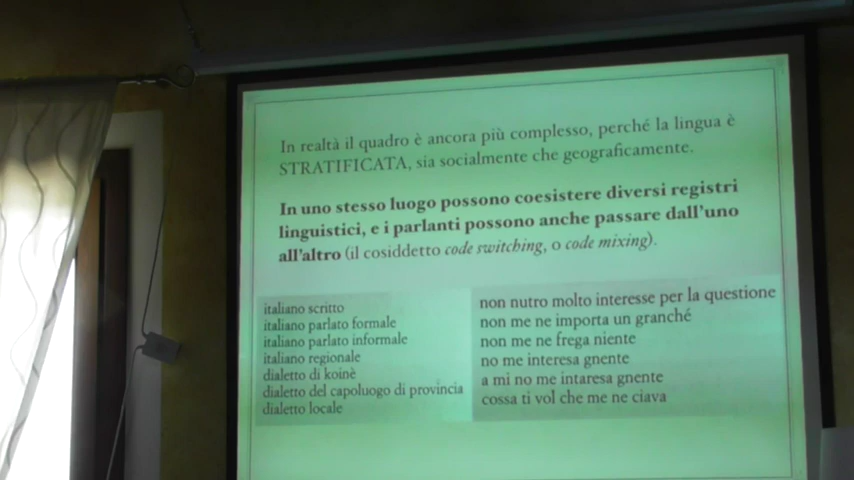 In realtà il quadro è ancora più complesso, perché la lingua è
STRATIFICATA, sia socialmente che geograficamente.
In uno stesso luogo possono coesistere diversi registri
linguistici, e i parlanti possono anche passare dall'uno
all'altro (il cosiddetto code switching, o code mixing).
italiano scritto
italiano parlato formale
italiano parlato informale
italiano regionale
dialetto di koinè
dialetto del capoluogo di provincia
dialetto locale
non nutro molto interesse per la questione
non me ne importa un granché
non me ne frega niente
no me interesa gnente
a mi no me intaresa gnente
cossa ti vol che me ne ciava